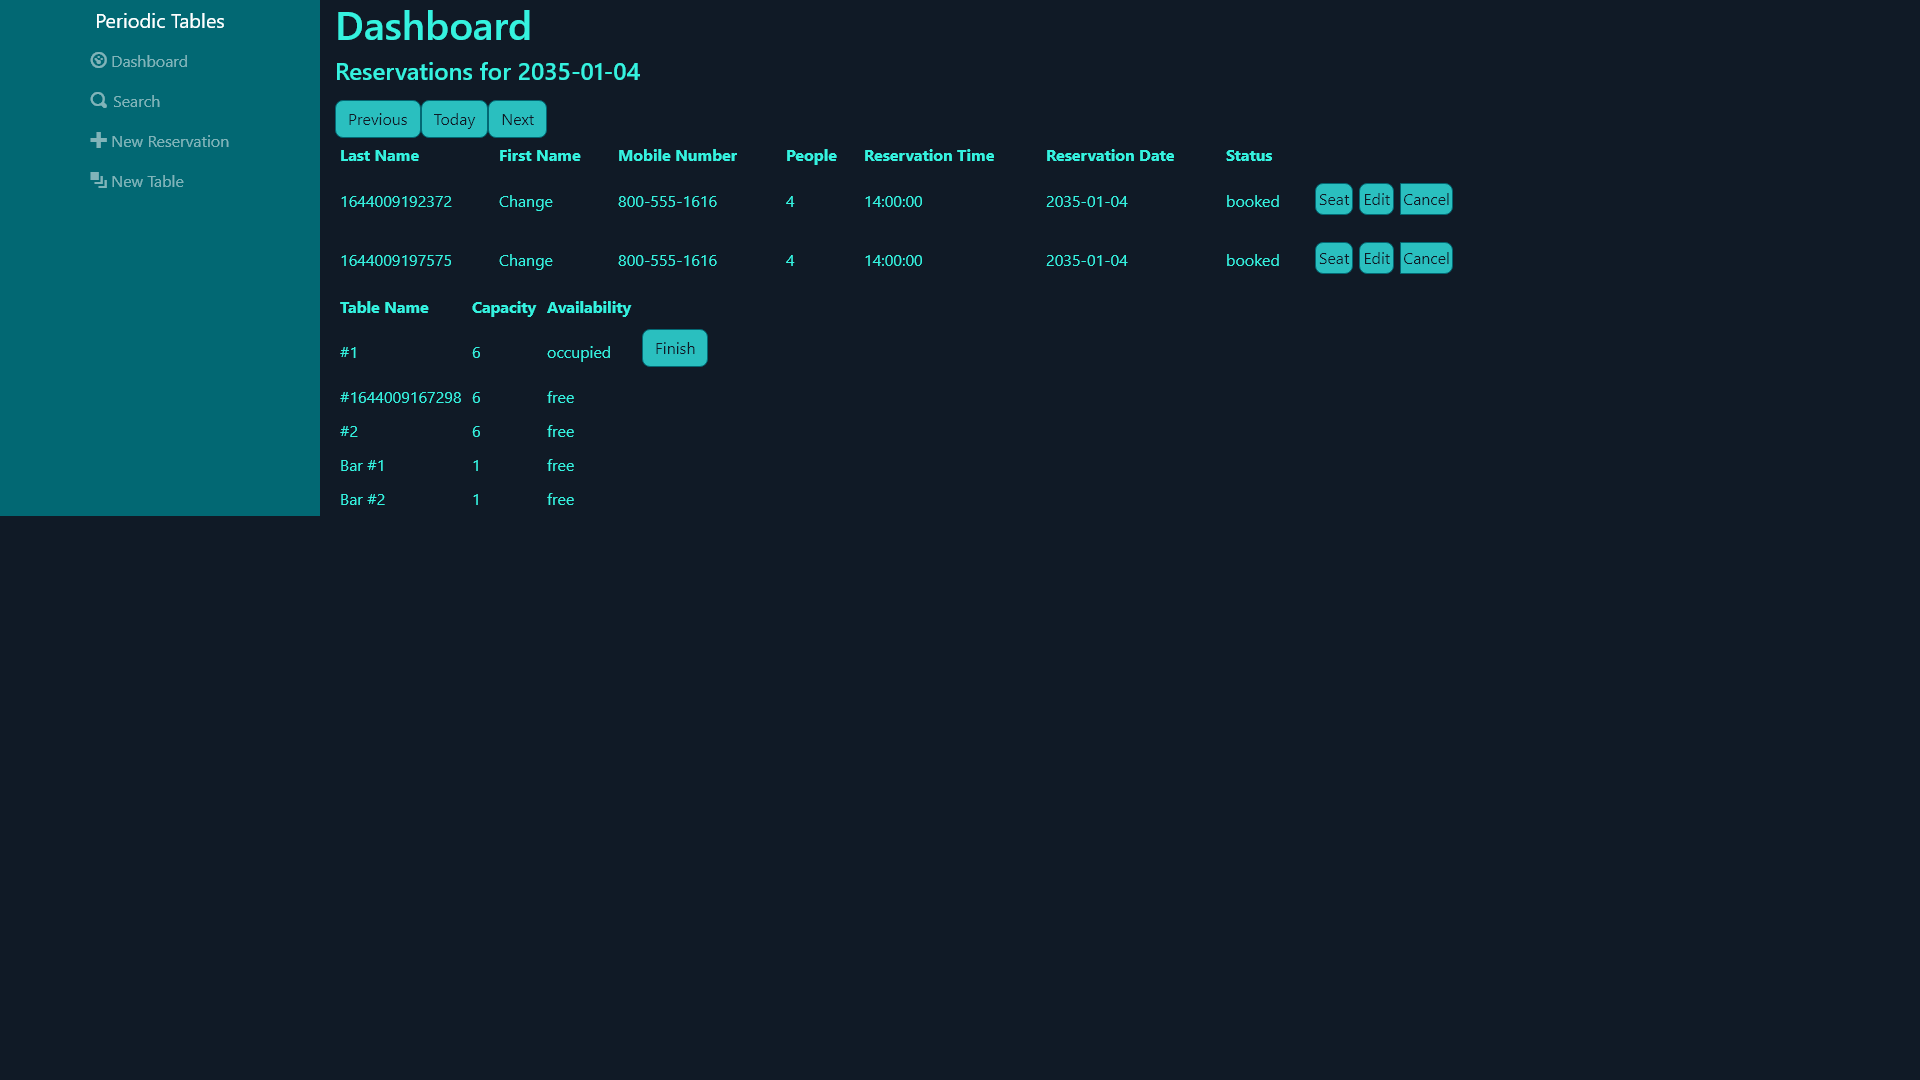 Periodic Tables
Dashboard
Search
New Reservation
New Table
Dashboard
Reservations for 2035-01-04
Previous Today Next
Last Name First Name Mobile Number People Reservation Time Reservation Date Status
1644009192372 Change 800-555-1616 4 14:00:00 2035-01-04 booked Seat Edit Cancel
1644009197575 Change 800-555-1616 4 14:00:00 2035-01-04 booked Seat Edit Cancel
Table Name Capacity Availability
#1 6 occupied Finish
#1644009167298 6 free
#2 6 free
Bar #1 1 free
Bar #2 1 free